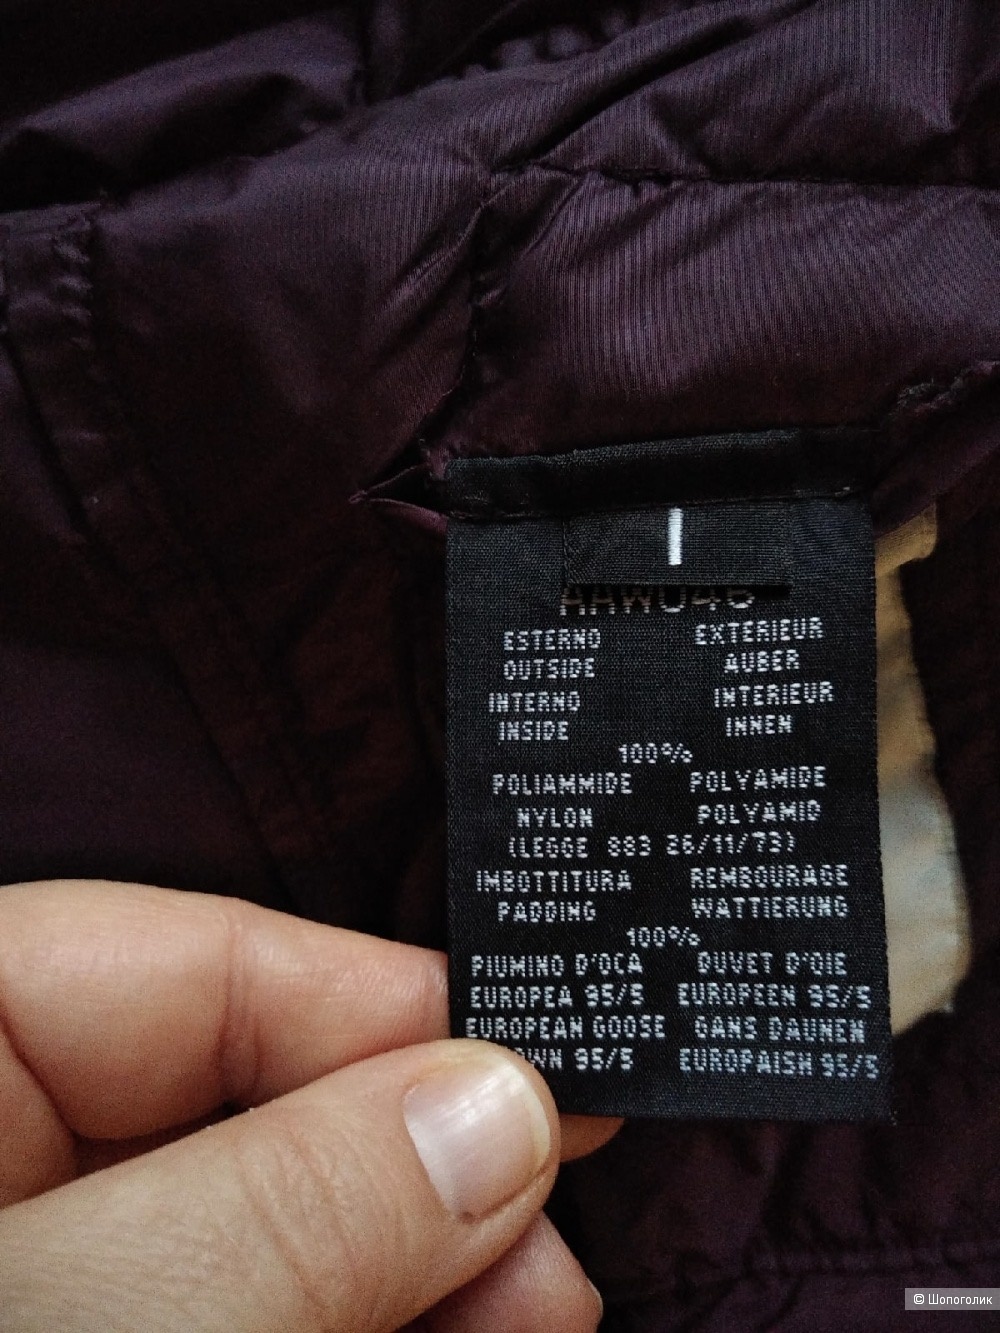 I
AAW046
ESTERNO EXTERIEUR
OUTSIDE AUBER
INTERNO INTERIEUR
INSIDE INNEN
100%
POLIAMMIDE POLYAMIDE
NYLON POLYAMID
(LEGGE 883 26/11/73)
IMBOTTITURA REMBOURAGE
PADDING WATTIERUNG
100%
PIUMINO D'OCA DUVET D'OIE
EUROPEA 95/5 EUROPEEN 95/5
EUROPEAN GOOSE GANS DAUNEN
OWN 95/5 EUROPAISH 95/5
© Шопоголик